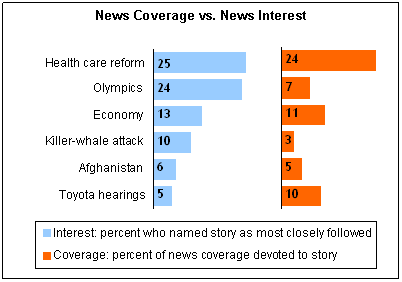 News Coverage vs. News Interest
Health care reform 25 24
Olympics 24 7
Economy 13 11
Killer-whale attack 10 3
Afghanistan 6 5
Toyota hearings 5 10
Interest: percent who named story as most closely followed
Coverage: percent of news coverage devoted to story